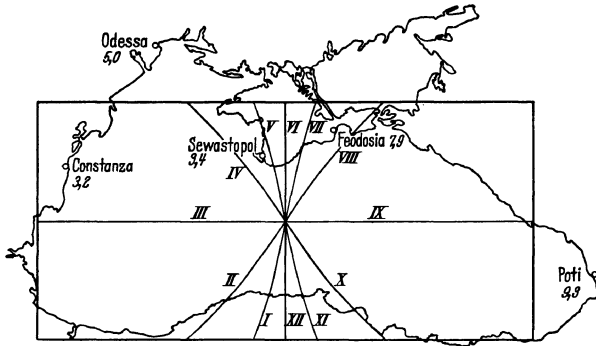 Odessa
5,0
V
VI
VII
Sewastopol
3,4
Feodosia 7,9
VIII
Constanza
3,2
IV
III
IX
Poti
9,9
II
X
I
XII
XI